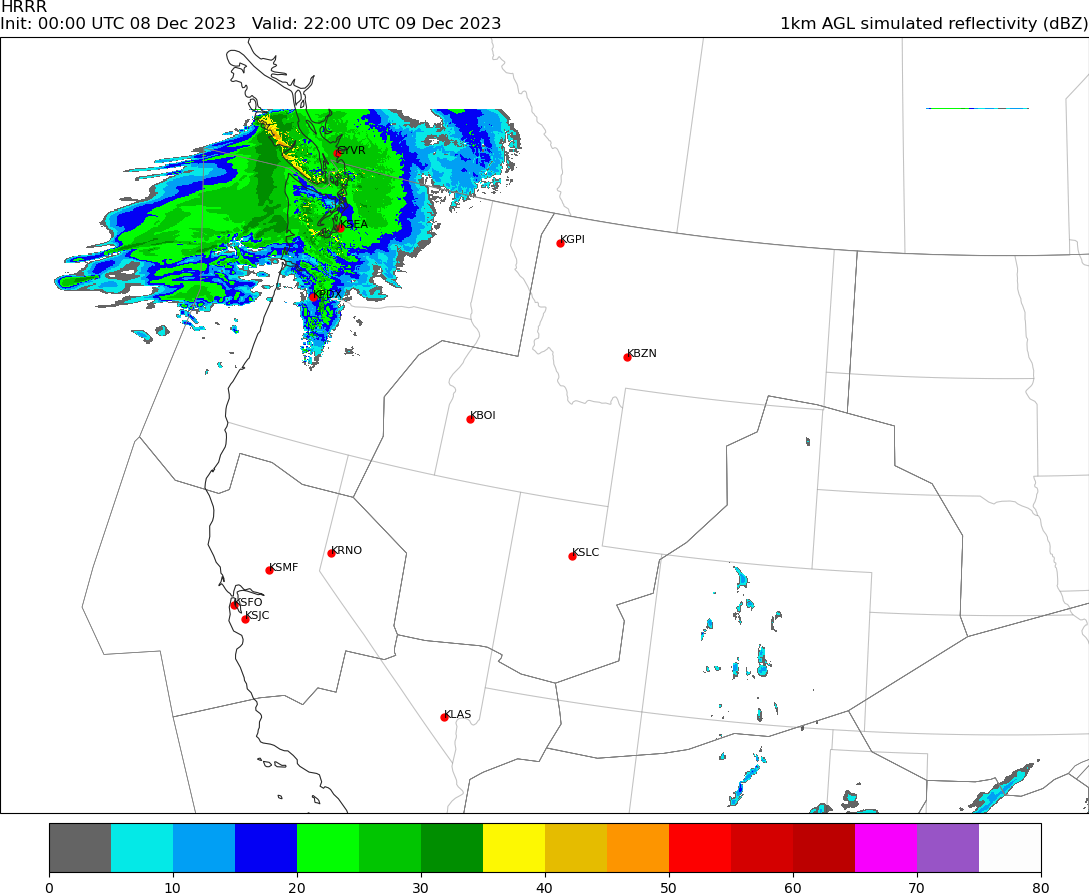 HRRR
Init: 00:00 UTC 08 Dec 2023   Valid: 22:00 UTC 09 Dec 2023
1km AGL simulated reflectivity (dBZ)
CYVR
KSEA
KGPI
KBZN
KBOI
KRNO
KSLC
KSMF
KSFO
KSJC
KLAS
0 10 20 30 40 50 60 70 80